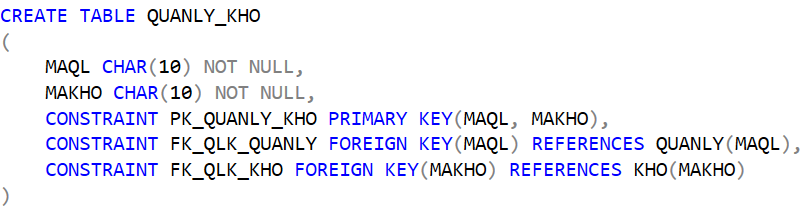 CREATE TABLE QUANLY_KHO
(
    MAQL CHAR(10) NOT NULL,
    MAKHO CHAR(10) NOT NULL,
    CONSTRAINT PK_QUANLY_KHO PRIMARY KEY(MAQL, MAKHO),
    CONSTRAINT FK_QLK_QUANLY FOREIGN KEY(MAQL) REFERENCES QUANLY(MAQL),
    CONSTRAINT FK_QLK_KHO FOREIGN KEY(MAKHO) REFERENCES KHO(MAKHO)
)